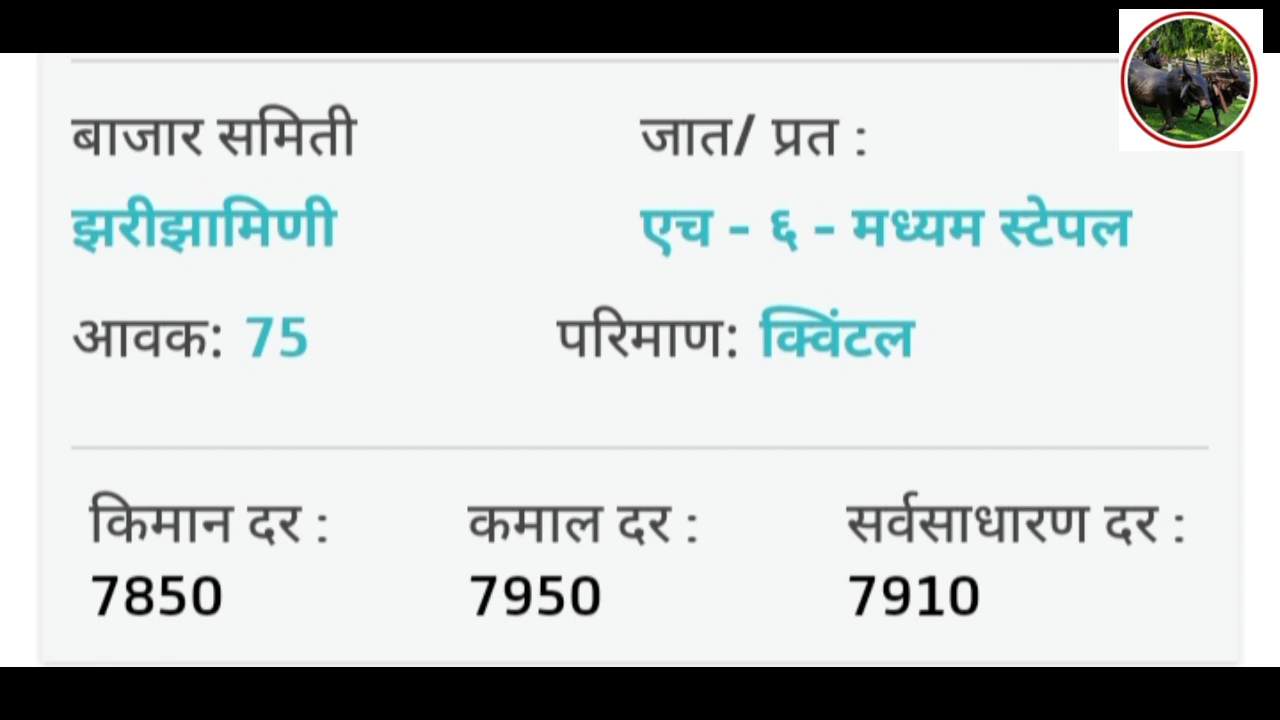 बाजार समिती जात/ प्रत :
झरीझामिणी एच - ६ - मध्यम स्टेपल
आवक: 75 परिमाण: क्विंटल
किमान दर : कमाल दर : सर्वसाधारण दर :
7850 7950 7910